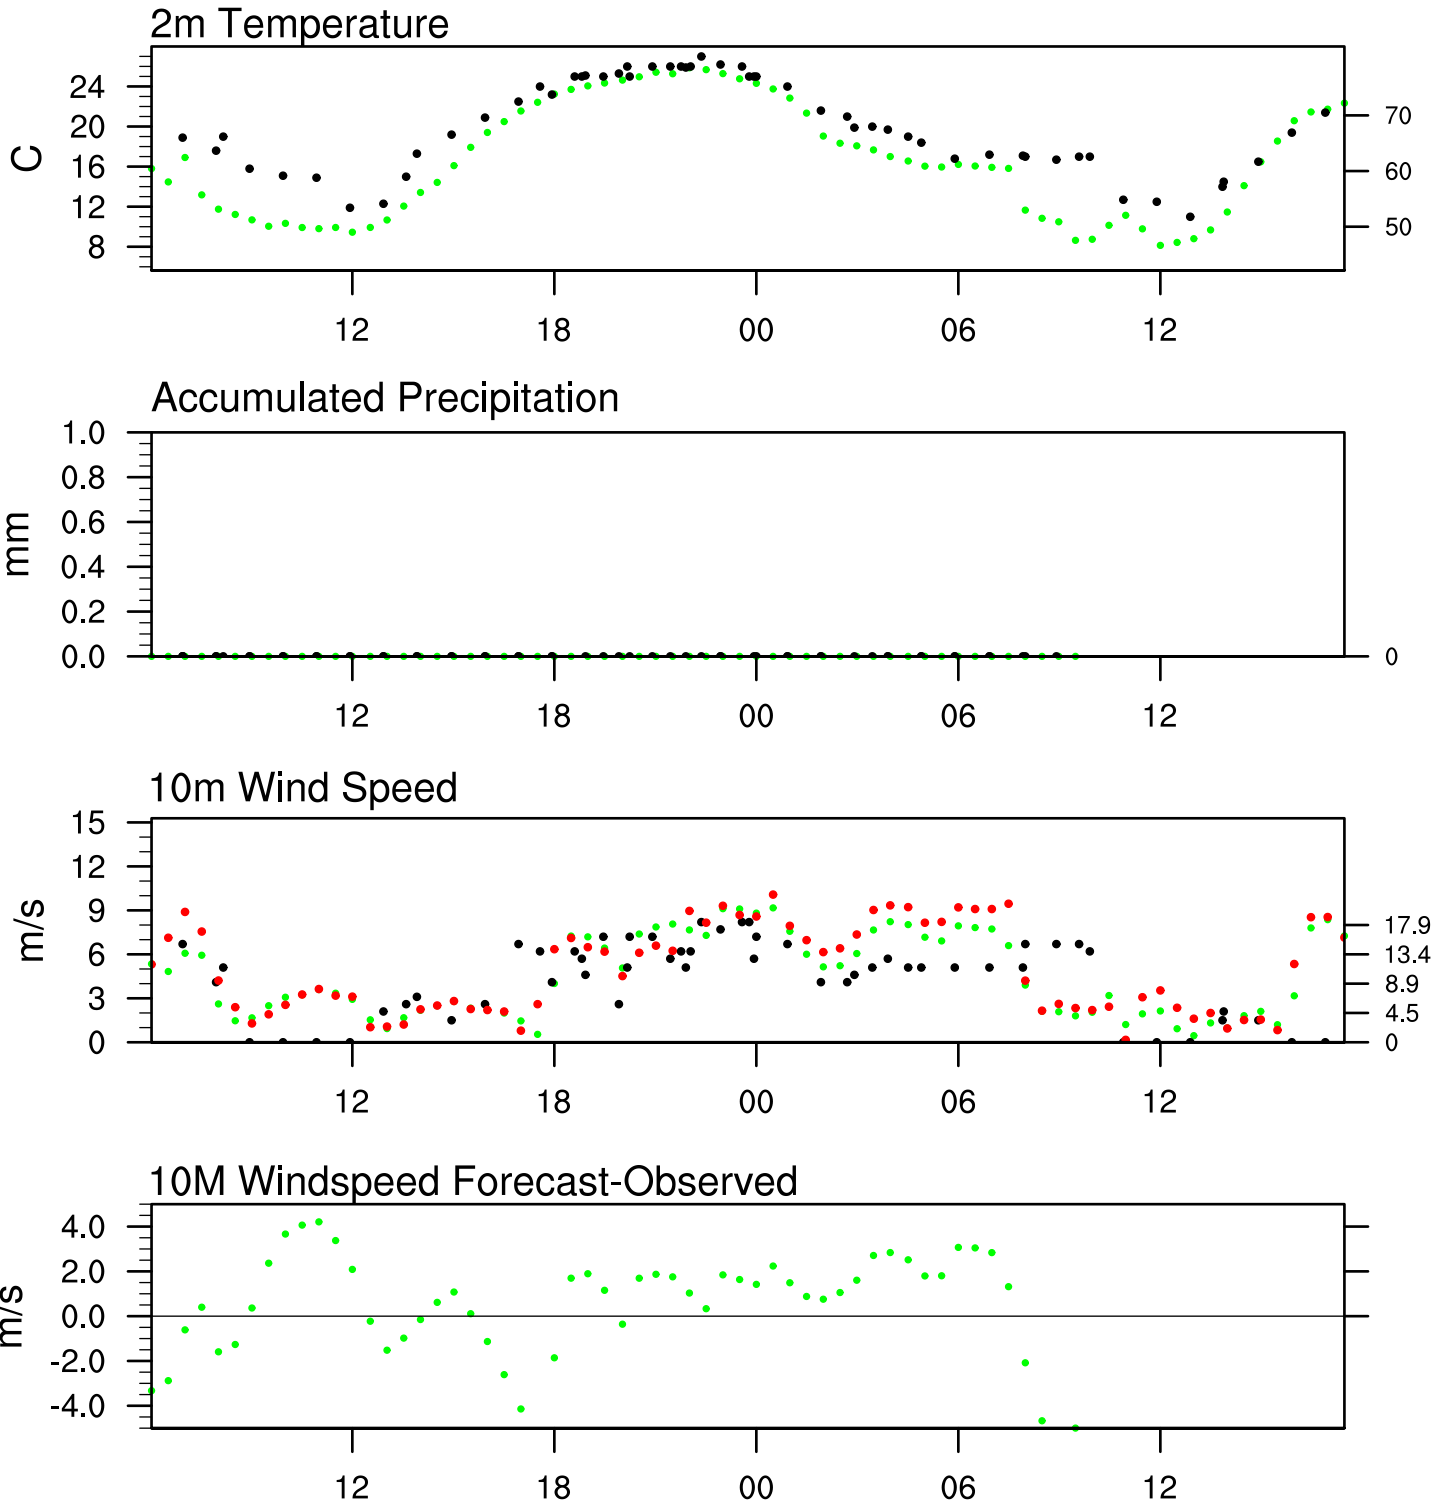 2m Temperature
24
20
16
12
8
C
70
60
50
12 18 00 06 12
Accumulated Precipitation
1.0
0.8
0.6
0.4
0.2
0.0
mm
0
12 18 00 06 12
10m Wind Speed
15
12
9
6
3
0
m/s
17.9
13.4
8.9
4.5
0
12 18 00 06 12
10M Windspeed Forecast-Observed
4.0
2.0
0.0
-2.0
-4.0
m/s
12 18 00 06 12